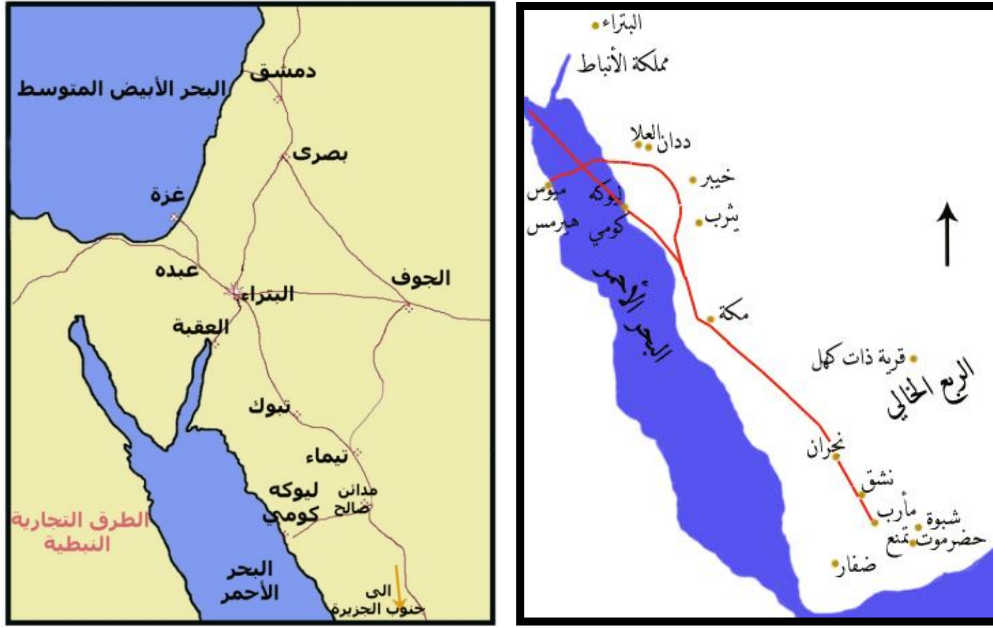 دمشق
البحر الأبيض المتوسط
بصرى
غزة
عبده
الجوف
البتراء
العقبة
تبوك
تيماء
ليوكه
كومي
مدائن
صالح
الطرق التجارية
النبطية
البحر
الأحمر
الى
جنوب الجزيرة
البتراء
مملكة الأنباط
العلا
ددان
خيبر
ميوس
هيرمس
ليوكه
كومي
يثرب
البحر الأحمر
مكة
قرية ذات كهل
الربع الخالي
نجران
نشق
مأرب
شبوة
حضرموت
تمنع
ضفار